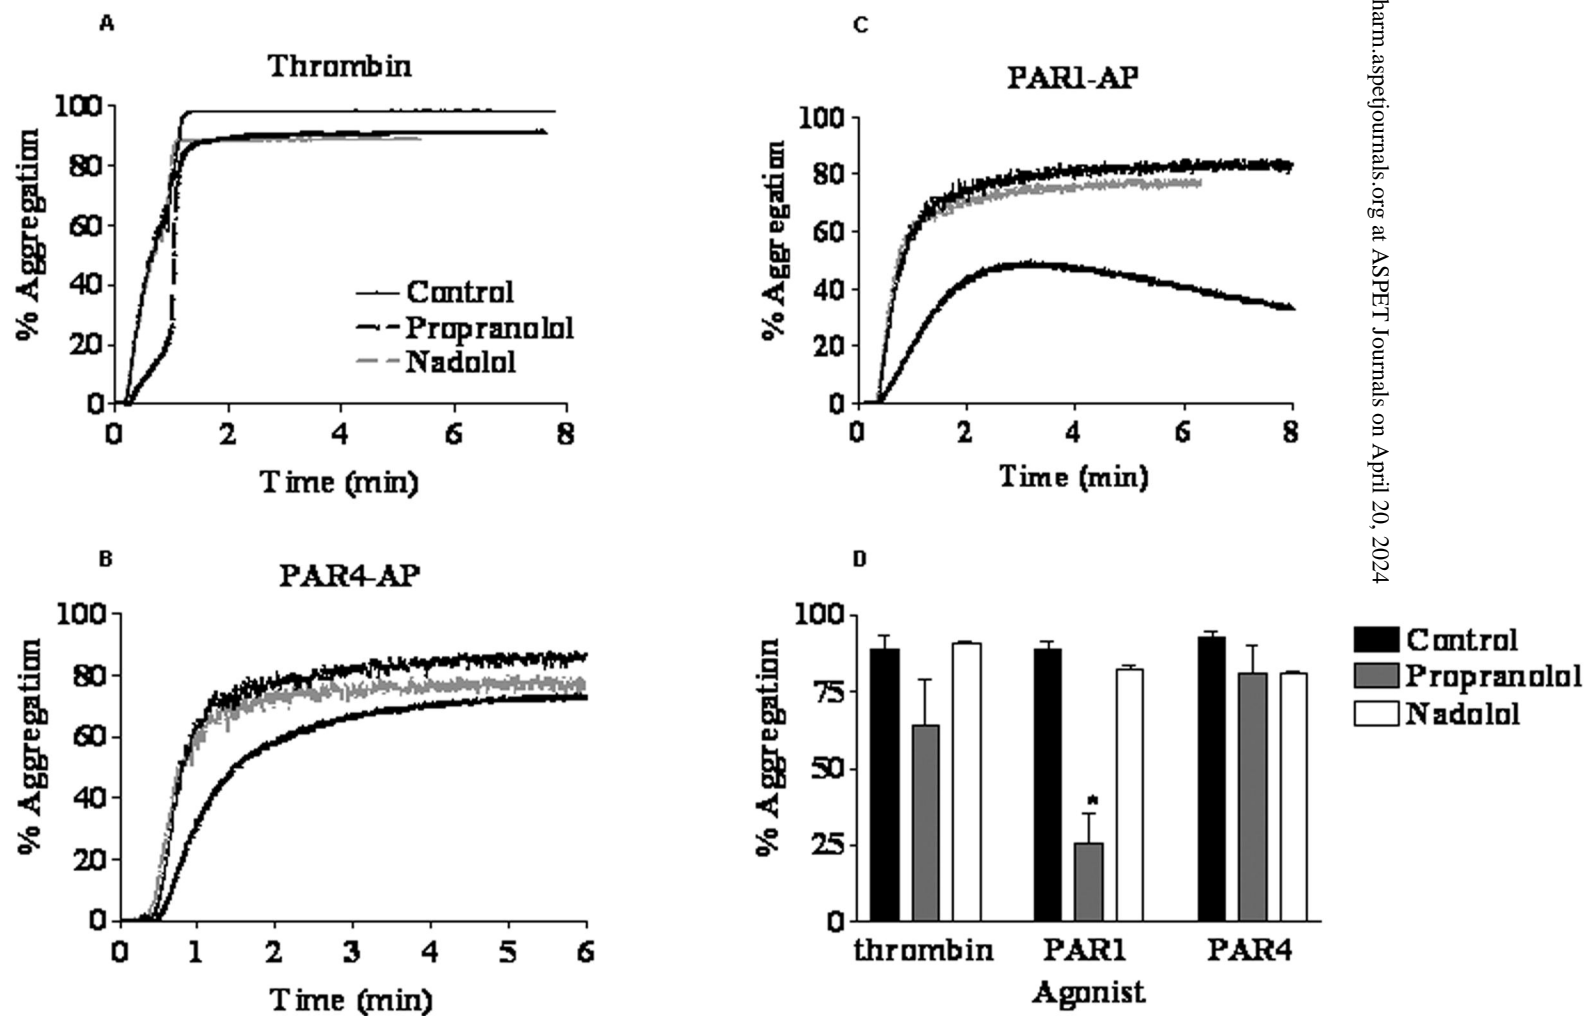 A
Thrombin
100
80
60
40
20
0
% Aggregation
0 2 4 6 8
Time (min)
Control
Propranolol
Nadolol
C
PAR1-AP
100
80
60
40
20
0
% Aggregation
0 2 4 6 8
Time (min)
B
PAR4-AP
100
80
60
40
20
0
% Aggregation
0 1 2 3 4 5 6
Time (min)
D
100
75
50
25
0
% Aggregation
*
thrombin PAR1 PAR4
Agonist
Control
Propranolol
Nadolol
harm.aspetjournals.org at ASPET Journals on April 20, 2024